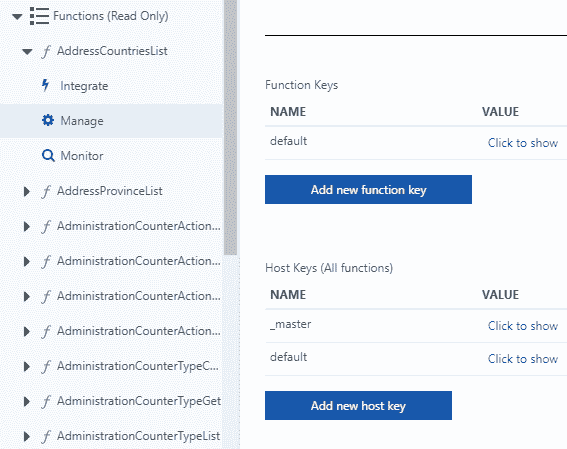 Functions (Read Only)
AddressCountriesList
Integrate
Manage
Monitor
AddressProvinceList
AdministrationCounterAction...
AdministrationCounterAction...
AdministrationCounterAction...
AdministrationCounterAction...
AdministrationCounterTypeC...
AdministrationCounterTypeGet
AdministrationCounterTypeList
Function Keys
NAME VALUE
default Click to show
Add new function key
Host Keys (All functions)
NAME VALUE
_master Click to show
default Click to show
Add new host key